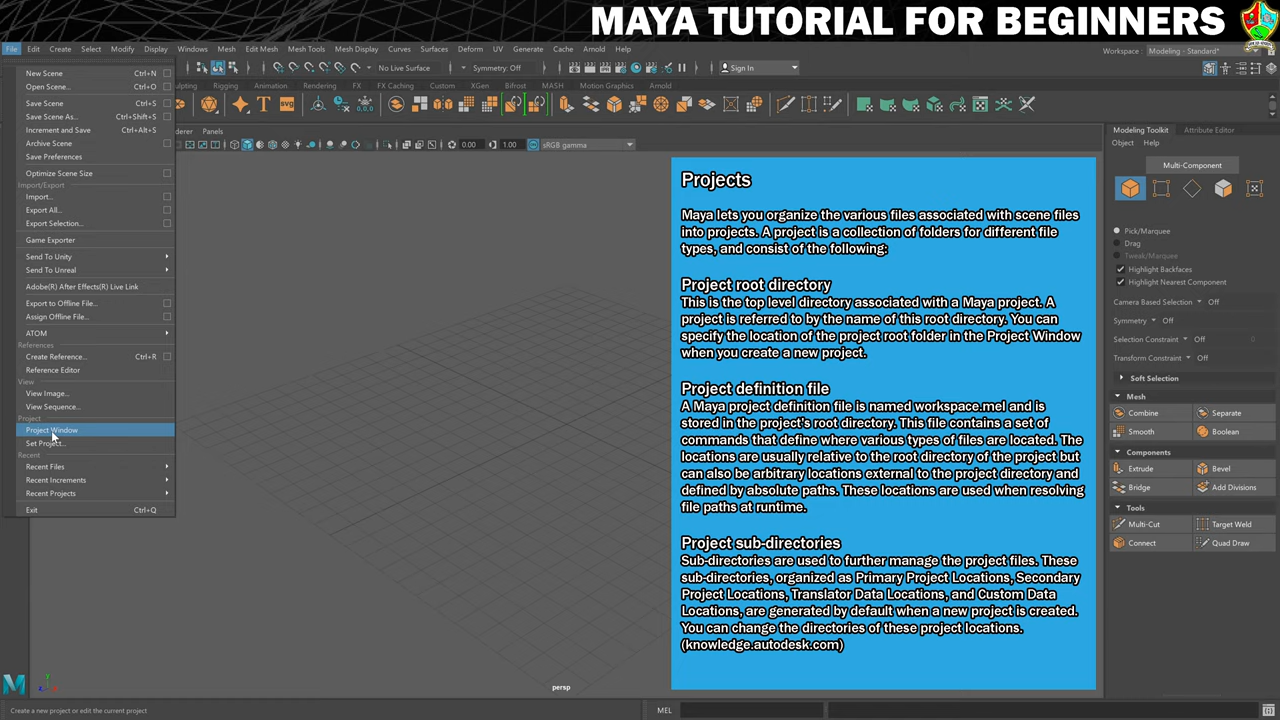 MAYA TUTORIAL FOR BEGINNERS
File Edit Create Select Modify Display Windows Mesh Edit Mesh Mesh Tools Mesh Display Curves Surfaces Deform UV Generate Cache Arnold Help
Workspace: Modeling - Standard*
No Live Surface
Symmetry: Off
Sign In
Sculpting Rigging Animation Rendering FX FX Caching Custom XGen Bifrost MASH Motion Graphics Arnold
Panels
0.00 1.00 sRGB gamma
New Scene Ctrl+N
Open Scene... Ctrl+O
Save Scene Ctrl+S
Save Scene As... Ctrl+Shift+S
Increment and Save Ctrl+Alt+S
Archive Scene
Save Preferences
Optimize Scene Size
Import/Export
Import...
Export All...
Export Selection...
Game Exporter
Send To Unity
Send To Unreal
Adobe(R) After Effects(R) Live Link
Export to Offline File...
Assign Offline File...
ATOM
References
Create Reference... Ctrl+R
Reference Editor
View
View Image...
View Sequence...
Project
Project Window
Set Project...
Recent
Recent Files
Recent Increments
Recent Projects
Exit Ctrl+Q
Projects
Maya lets you organize the various files associated with scene files
into projects. A project is a collection of folders for different file
types, and consist of the following:
Project root directory
This is the top level directory associated with a Maya project. A
project is referred to by the name of this root directory. You can
specify the location of the project root folder in the Project Window
when you create a new project.
Project definition file
A Maya project definition file is named workspace.mel and is
stored in the project's root directory. This file contains a set of
commands that define where various types of files are located. The
locations are usually relative to the root directory of the project but
can also be arbitrary locations external to the project directory and
defined by absolute paths. These locations are used when resolving
file paths at runtime.
Project sub-directories
Sub-directories are used to further manage the project files. These
sub-directories, organized as Primary Project Locations, Secondary
Project Locations, Translator Data Locations, and Custom Data
Locations, are generated by default when a new project is created.
You can change the directories of these project locations.
(knowledge.autodesk.com)
Modeling Toolkit Attribute Editor
Object Help
Multi-Component
Pick/Marquee
Drag
Tweak/Marquee
Highlight Backfaces
Highlight Nearest Component
Camera Based Selection Off
Symmetry Off
Selection Constraint Off
Transform Constraint Off
Soft Selection
Mesh
Combine Separate
Smooth Boolean
Components
Extrude Bevel
Bridge Add Divisions
Tools
Multi-Cut Target Weld
Connect Quad Draw
persp
Create a new project or edit the current project
MEL